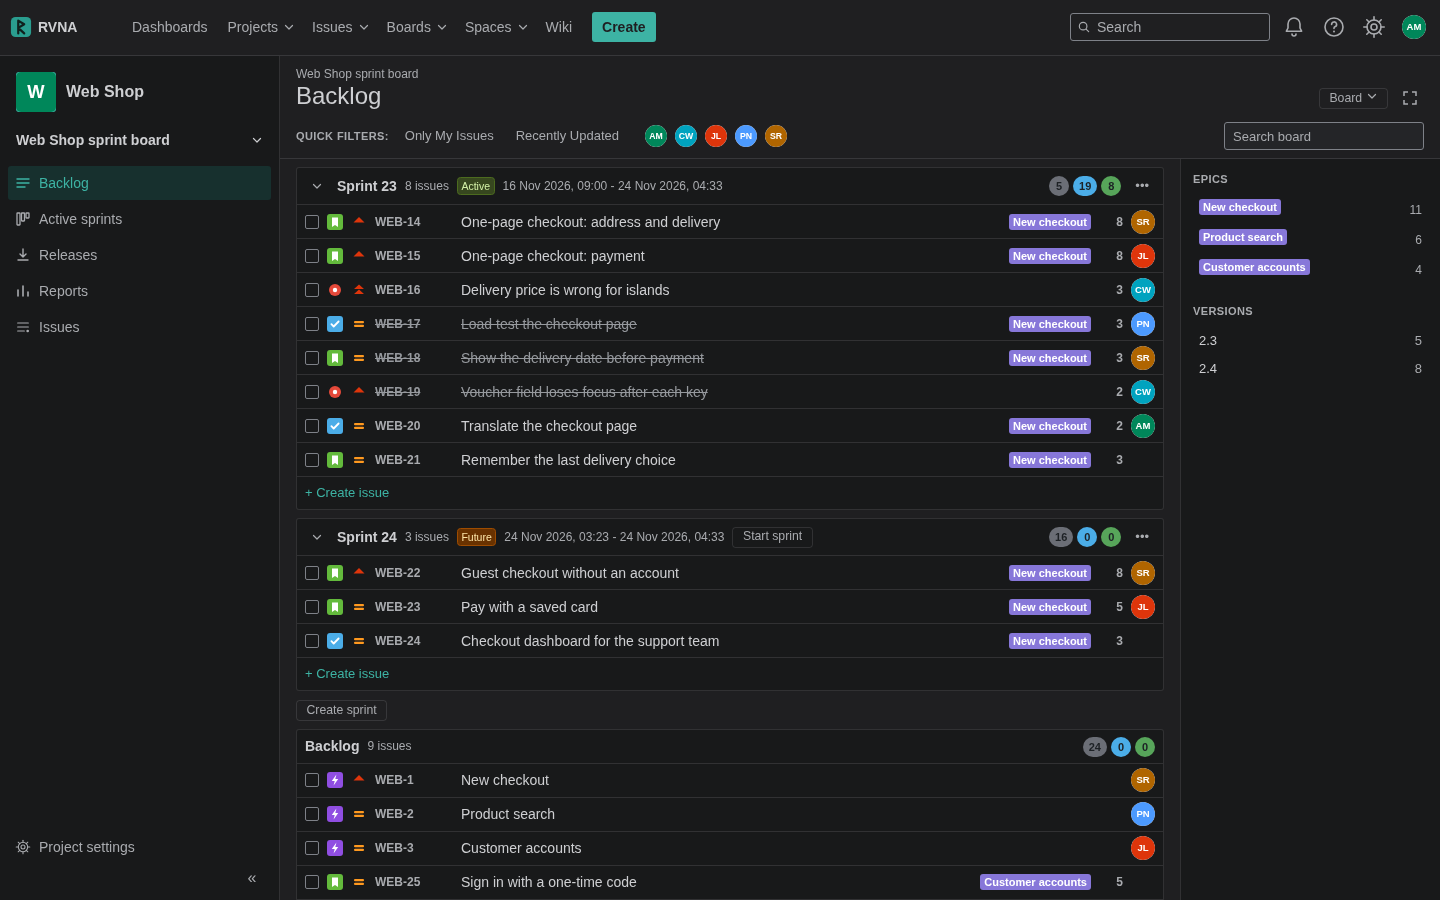 RVNA Dashboards Projects Issues Boards Spaces Wiki Create Search AM
W Web Shop
Web Shop sprint board
Backlog
Active sprints
Releases
Reports
Issues
Project settings
«
Web Shop sprint board
Backlog
Board
QUICK FILTERS: Only My Issues Recently Updated AM CW JL PN SR Search board
Sprint 23 8 issues Active 16 Nov 2026, 09:00 - 24 Nov 2026, 04:33 5 19 8 •••
WEB-14 One-page checkout: address and delivery New checkout 8 SR
WEB-15 One-page checkout: payment New checkout 8 JL
WEB-16 Delivery price is wrong for islands 3 CW
WEB-17 Load test the checkout page New checkout 3 PN
WEB-18 Show the delivery date before payment New checkout 3 SR
WEB-19 Voucher field loses focus after each key 2 CW
WEB-20 Translate the checkout page New checkout 2 AM
WEB-21 Remember the last delivery choice New checkout 3
+ Create issue
Sprint 24 3 issues Future 24 Nov 2026, 03:23 - 24 Nov 2026, 04:33 Start sprint 16 0 0 •••
WEB-22 Guest checkout without an account New checkout 8 SR
WEB-23 Pay with a saved card New checkout 5 JL
WEB-24 Checkout dashboard for the support team New checkout 3
+ Create issue
Create sprint
Backlog 9 issues 24 0 0
WEB-1 New checkout SR
WEB-2 Product search PN
WEB-3 Customer accounts JL
WEB-25 Sign in with a one-time code Customer accounts 5
EPICS
New checkout 11
Product search 6
Customer accounts 4
VERSIONS
2.3 5
2.4 8